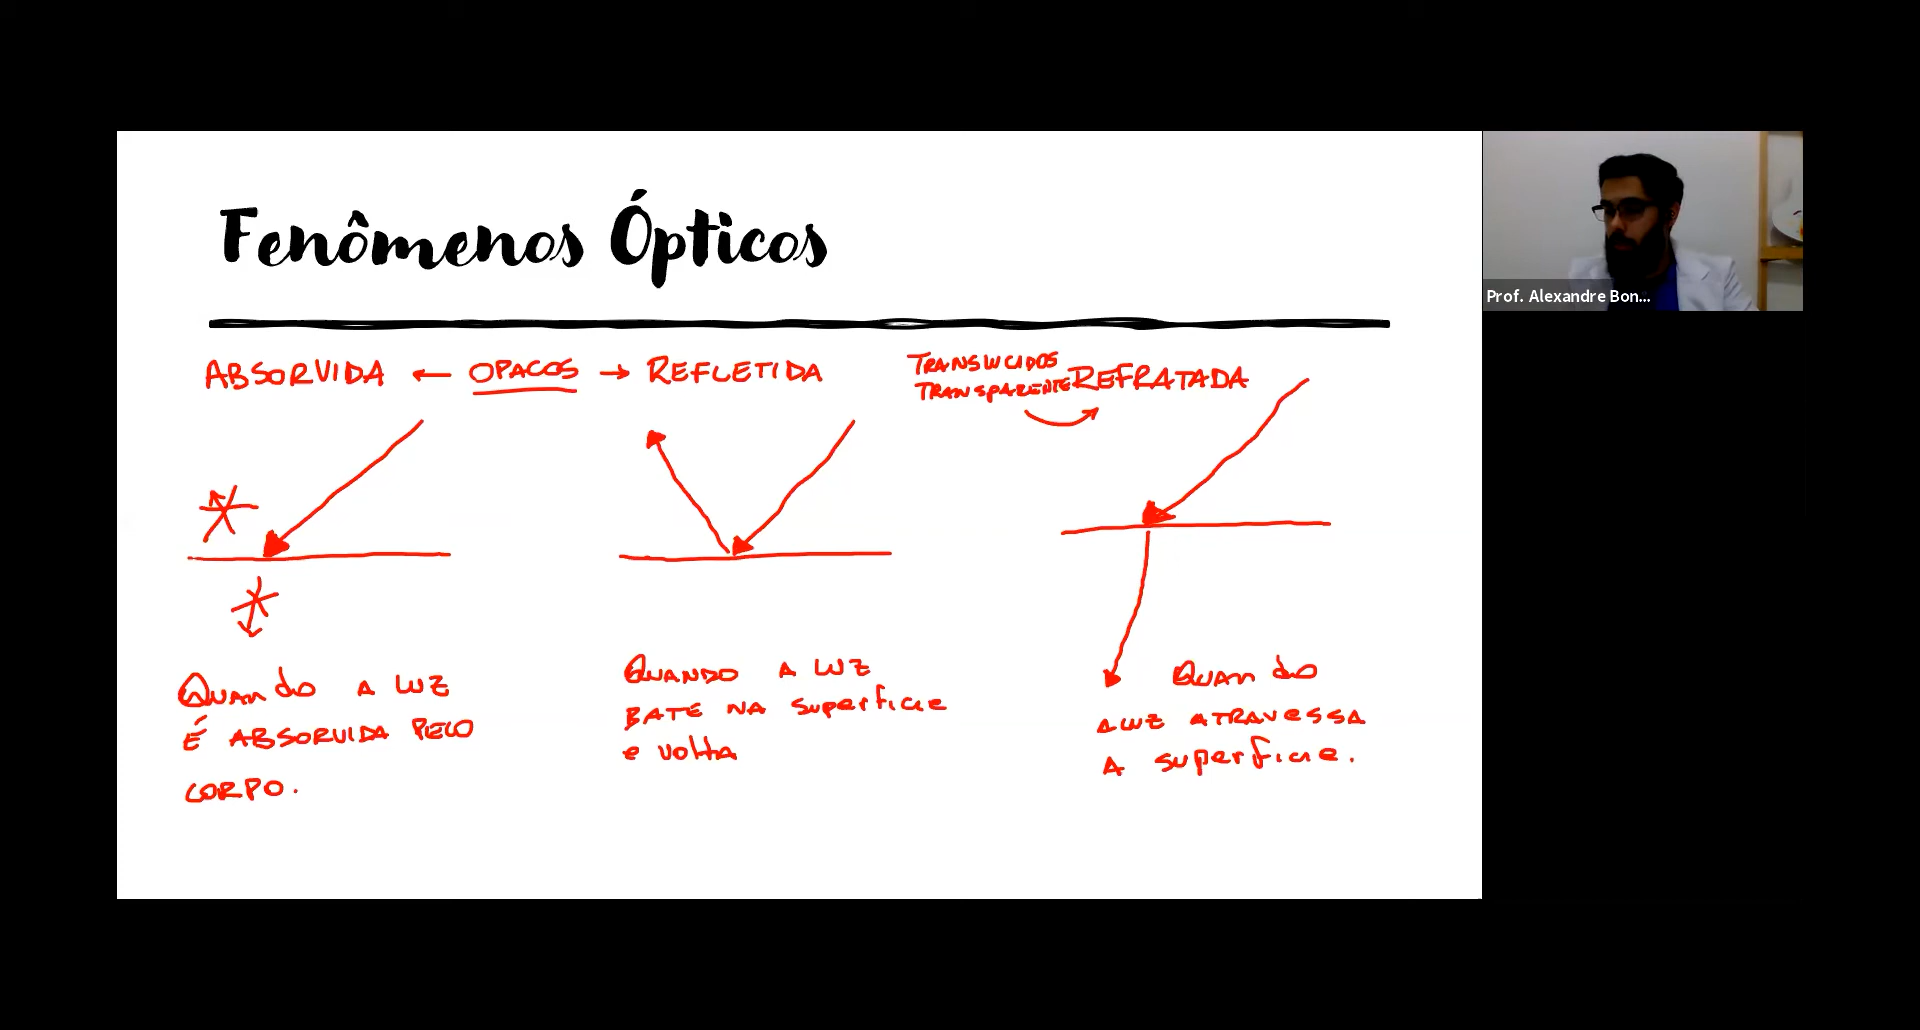 Fenômenos Ópticos
Prof. Alexandre Bon...
ABSORVIDA ← OPACOS → REFLETIDA
TRANSLUCIDOS
TRANSPARENTE REFRATADA
QUANDO A LUZ
É ABSORVIDA PELO
CORPO.
QUANDO A LUZ
BATE NA superfície
e volta
QUANDO
A LUZ ATRAVESSA
A superfície.